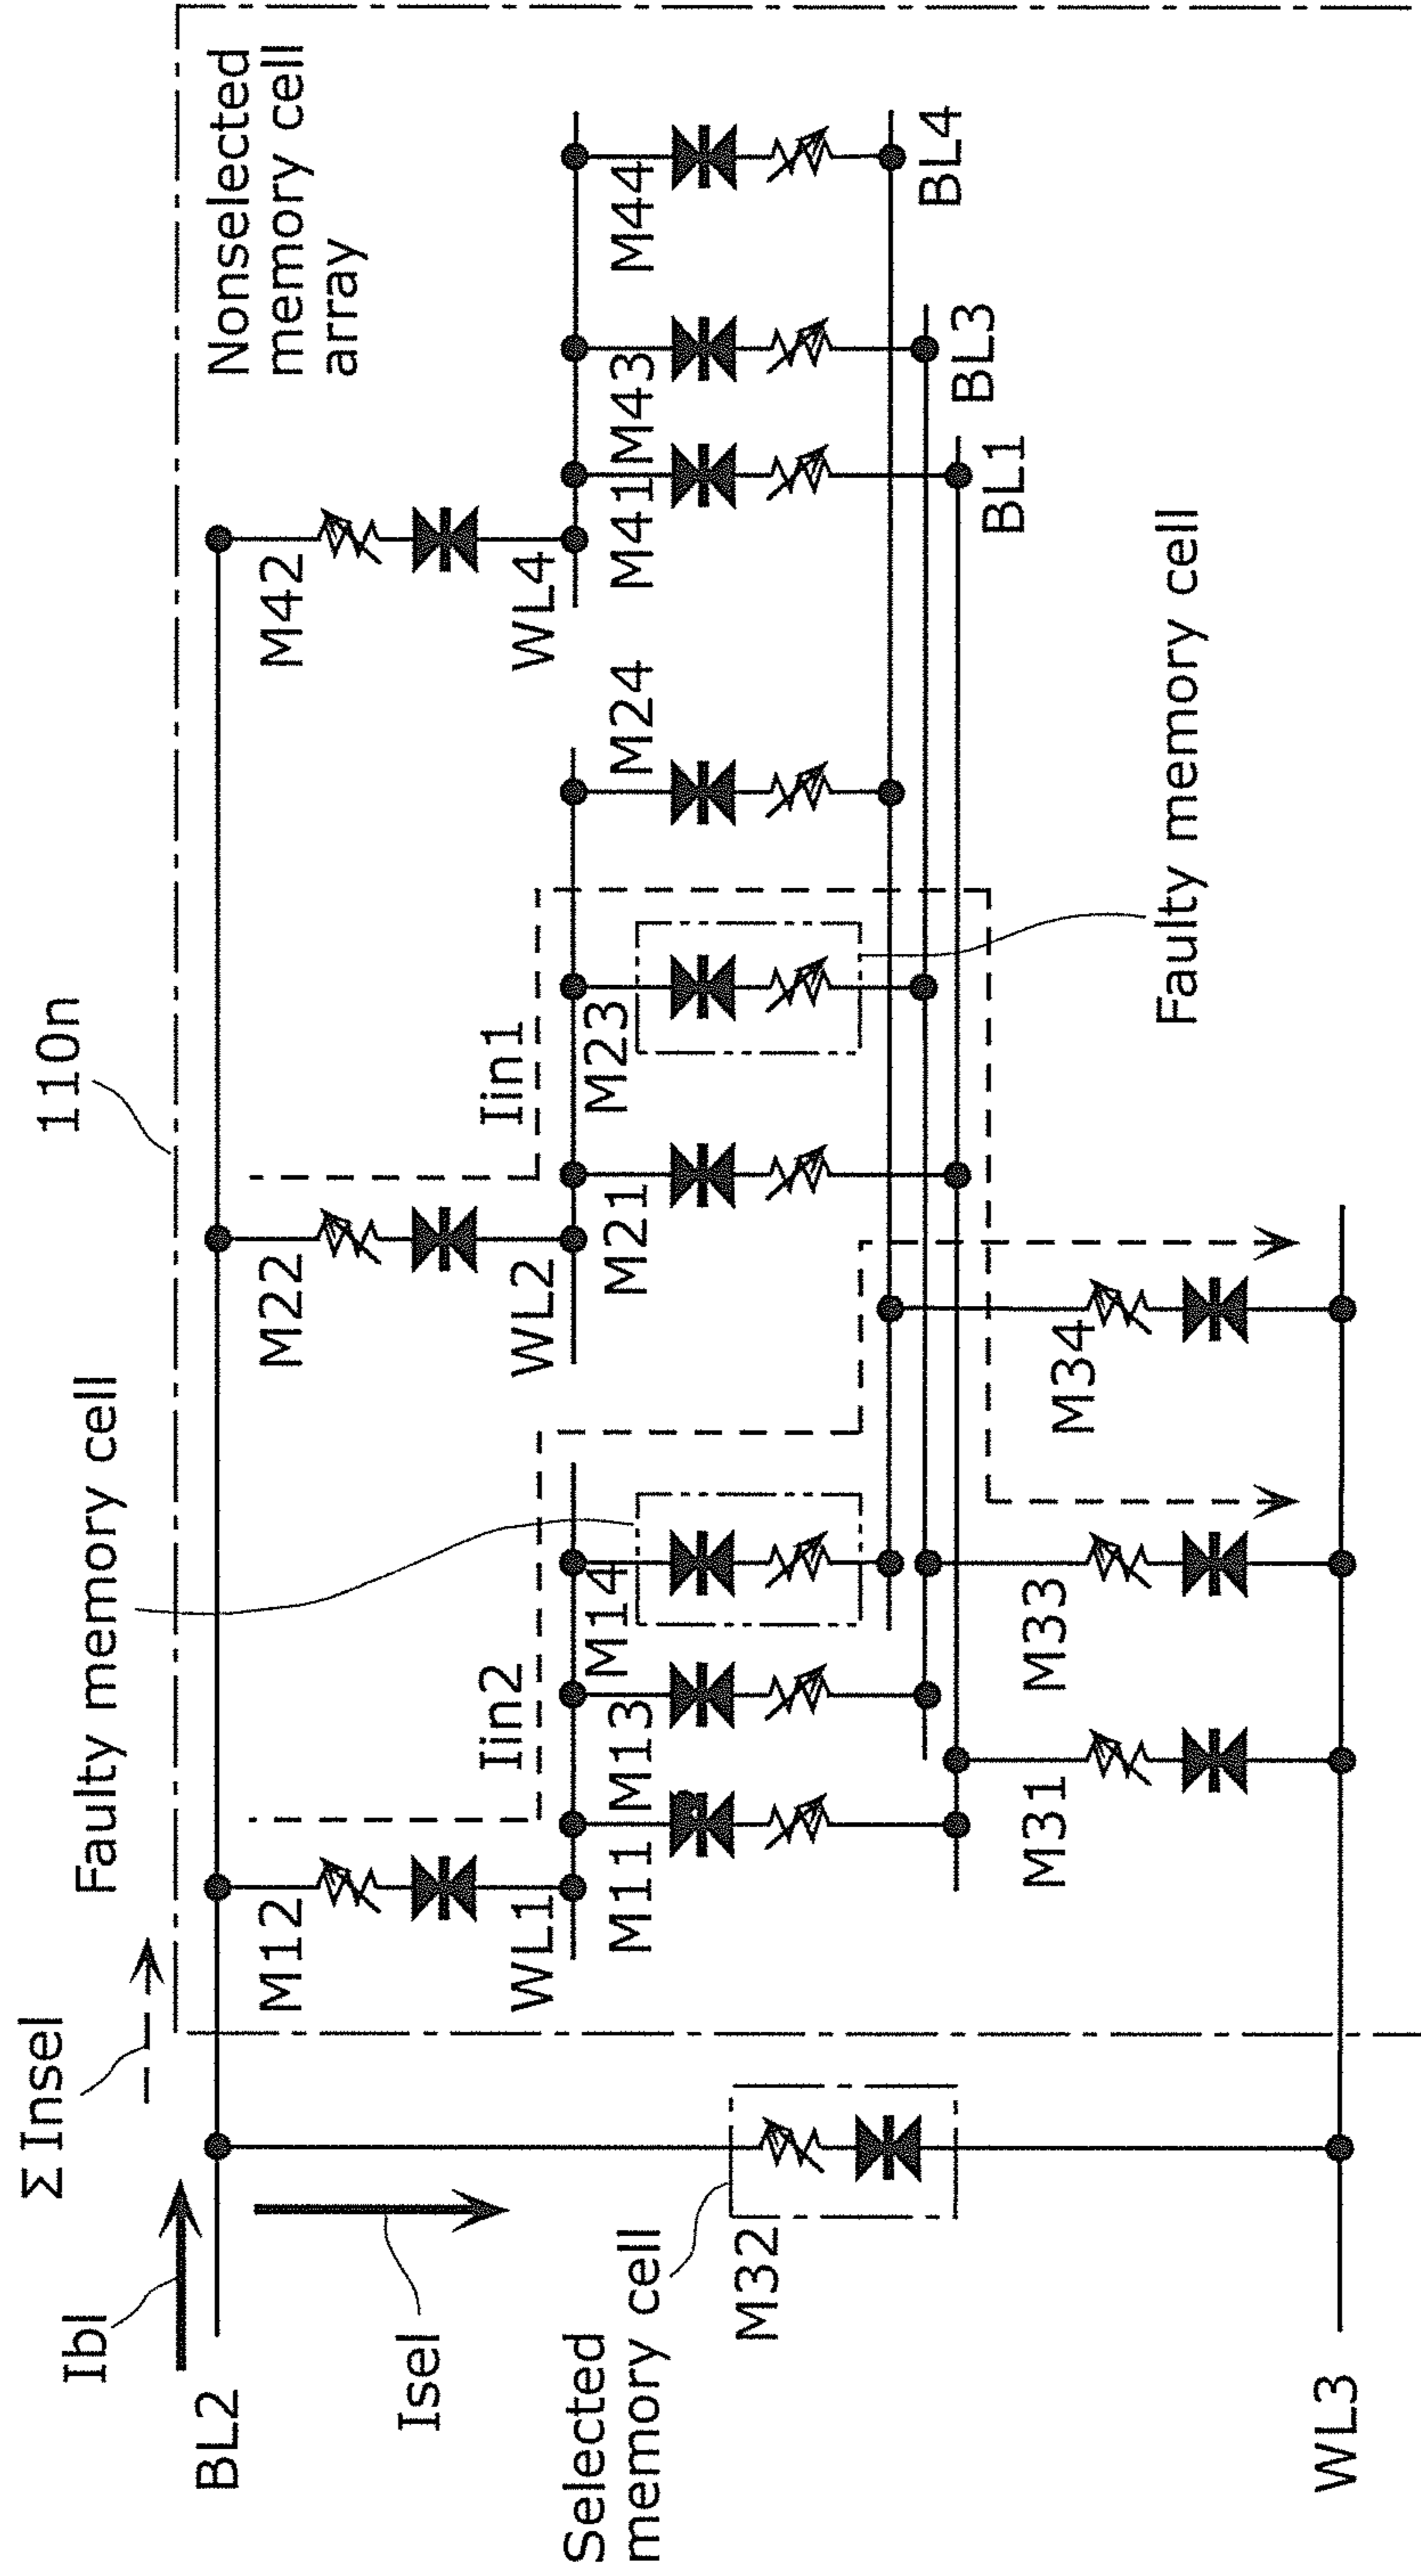 Ibl
Σ Insel
Faulty memory cell
110n
BL2
Isel
M12
M22
M42
Nonselected
memory cell
array
Iin2
Iin1
WL1
WL2
WL4
M11
M13
M14
M21
M23
M24
M41
M43
M44
Selected
memory cell
M32
BL4
BL3
BL1
M31
M33
M34
Faulty memory cell
WL3